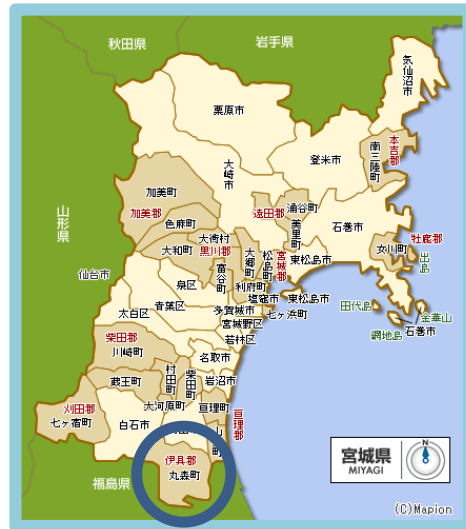 秋田県
岩手県
気仙沼市
栗原市
本吉郡
南三陸町
登米市
大崎市
加美町
加美郡
色麻町
遠田郡
涌谷町
美里町
石巻市
牡鹿郡
女川町
出島
山形県
大衡村
黒川郡
大和町
富谷町
大郷町
松島町
宮城郡
東松島市
利府町
仙台市
泉区
塩竈市
東松島市
七ヶ浜町
田代島
金華山
網地島
石巻市
青葉区
多賀城市
宮城野区
太白区
若林区
柴田郡
川崎町
名取市
村田町
柴田町
岩沼市
蔵王町
大河原町
亘理町
亘理郡
刈田郡
七ヶ宿町
白石市
伊具郡
丸森町
福島県
宮城県
MIYAGI
N
(C)Mapion